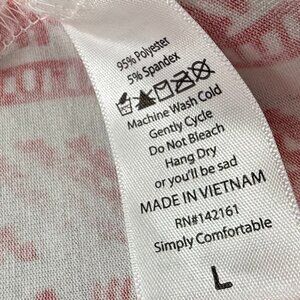 95% Polyester
5% Spandex
Machine Wash Cold
Gently Cycle
Do Not Bleach
Hang Dry
or you'll be sad
MADE IN VIETNAM
RN#142161
Simply Comfortable
L